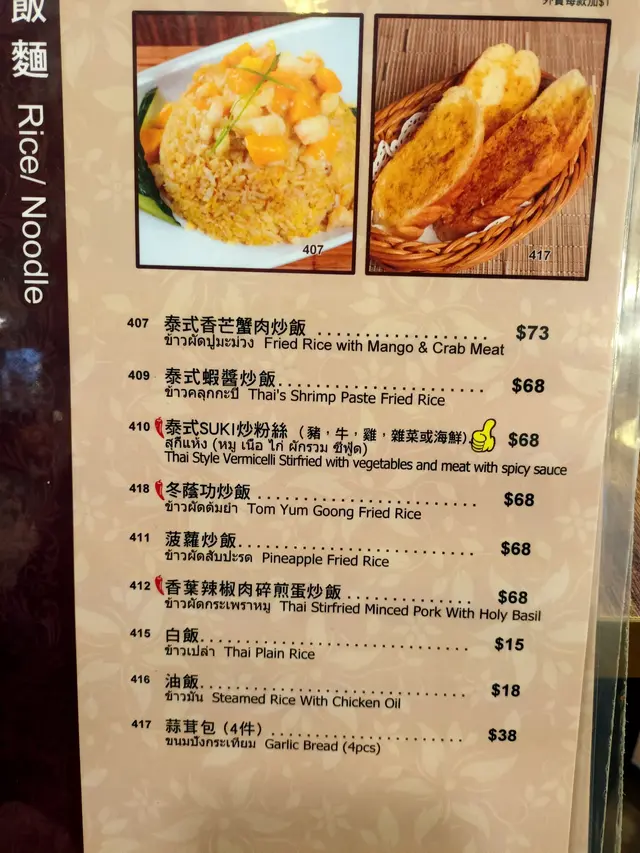 飯麵 Rice/ Noodle
外賣每款加$1
407
417
407 泰式香芒蟹肉炒飯 .................. $73
ข้าวผัดปูมะม่วง Fried Rice with Mango & Crab Meat
409 泰式蝦醬炒飯...................... $68
ข้าวคลุกกะปิ Thai's Shrimp Paste Fried Rice
410 泰式SUKI炒粉絲 (豬，牛，雞，雜菜或海鮮) $68
สุกี้แห้ง (หมู เนื้อ ไก่ ผักรวม ซีฟู้ด)
Thai Style Vermicelli Stirfried with vegetables and meat with spicy sauce
418 冬蔭功炒飯 ........................ $68
ข้าวผัดต้มยำ Tom Yum Goong Fried Rice
411 菠蘿炒飯.......................... $68
ข้าวผัดสับปะรด Pineapple Fried Rice
412 香葉辣椒肉碎煎蛋炒飯 .............. $68
ข้าวผัดกระเพราหมู Thai Stirfried Minced Pork With Holy Basil
415 白飯.............................. $15
ข้าวเปล่า Thai Plain Rice
416 油飯.............................. $18
ข้าวมัน Steamed Rice With Chicken Oil
417 蒜茸包 (4件) ...................... $38
ขนมปังกระเทียม Garlic Bread (4pcs)